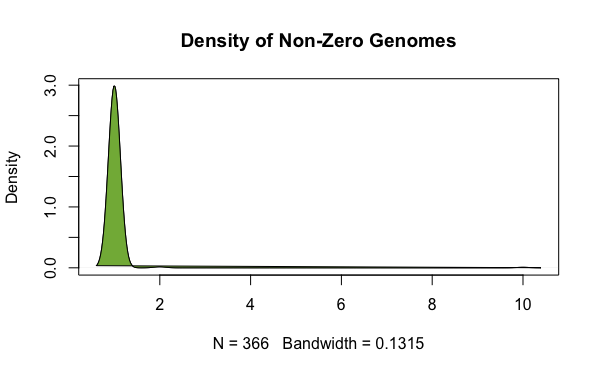 Density of Non-Zero Genomes
Density
3.0
2.0
1.0
0.0
2 4 6 8 10
N = 366 Bandwidth = 0.1315